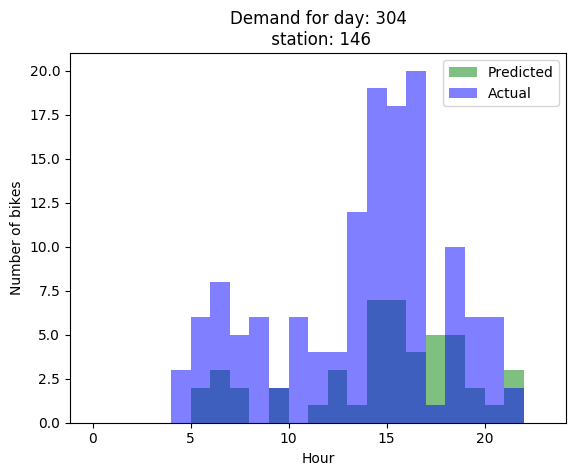 Demand for day: 304
station: 146
Predicted
Actual
20.0
17.5
15.0
12.5
10.0
7.5
5.0
2.5
0.0
Number of bikes
0 5 10 15 20
Hour